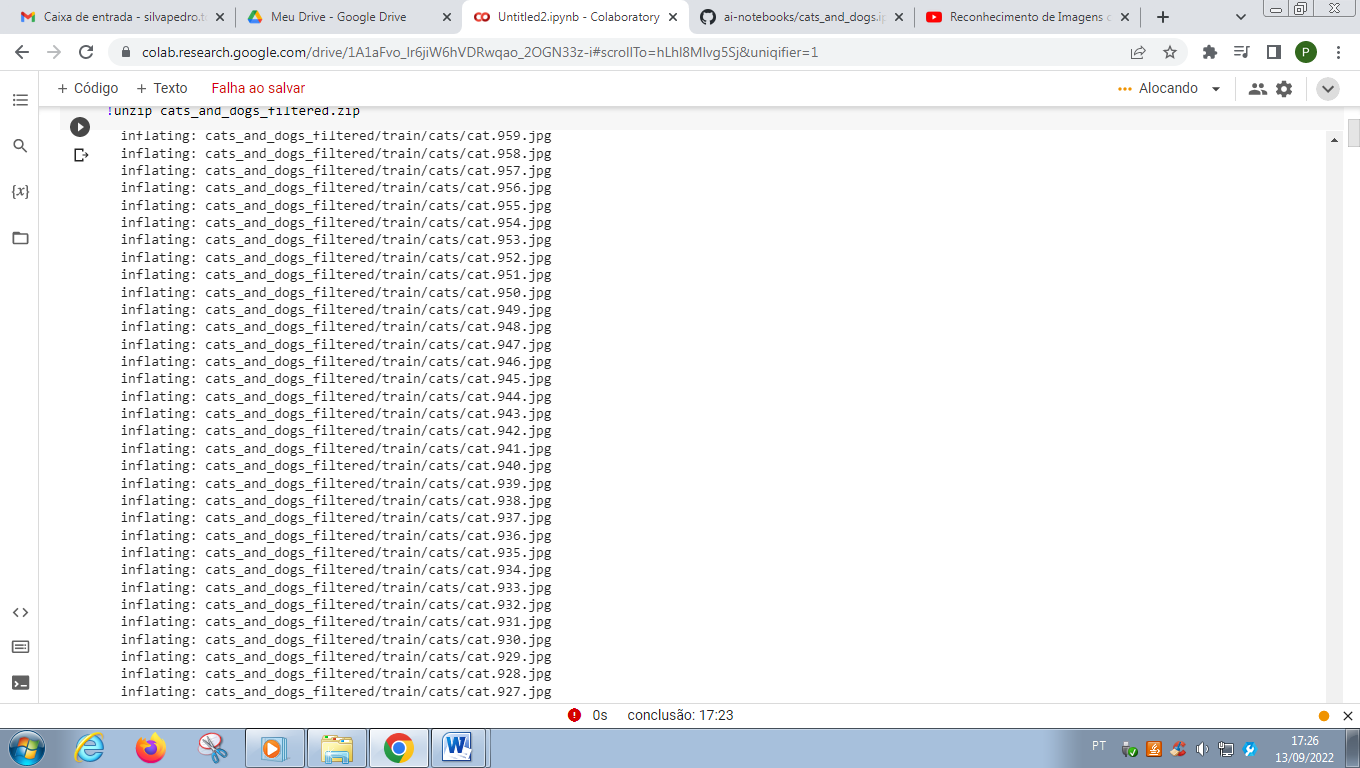 Caixa de entrada - silvapedro.t
Meu Drive - Google Drive
Untitled2.ipynb - Colaboratory
ai-notebooks/cats_and_dogs.ip
Reconhecimento de Imagens c
colab.research.google.com/drive/1A1aFvo_Ir6jiW6hVDRwqao_2OGN33z-i#scrollTo=hLhI8MIvg5Sj&uniqifier=1
P
+ Código + Texto Falha ao salvar
Alocando
!unzip cats_and_dogs_filtered.zip
inflating: cats_and_dogs_filtered/train/cats/cat.959.jpg
inflating: cats_and_dogs_filtered/train/cats/cat.958.jpg
inflating: cats_and_dogs_filtered/train/cats/cat.957.jpg
inflating: cats_and_dogs_filtered/train/cats/cat.956.jpg
inflating: cats_and_dogs_filtered/train/cats/cat.955.jpg
inflating: cats_and_dogs_filtered/train/cats/cat.954.jpg
inflating: cats_and_dogs_filtered/train/cats/cat.953.jpg
inflating: cats_and_dogs_filtered/train/cats/cat.952.jpg
inflating: cats_and_dogs_filtered/train/cats/cat.951.jpg
inflating: cats_and_dogs_filtered/train/cats/cat.950.jpg
inflating: cats_and_dogs_filtered/train/cats/cat.949.jpg
inflating: cats_and_dogs_filtered/train/cats/cat.948.jpg
inflating: cats_and_dogs_filtered/train/cats/cat.947.jpg
inflating: cats_and_dogs_filtered/train/cats/cat.946.jpg
inflating: cats_and_dogs_filtered/train/cats/cat.945.jpg
inflating: cats_and_dogs_filtered/train/cats/cat.944.jpg
inflating: cats_and_dogs_filtered/train/cats/cat.943.jpg
inflating: cats_and_dogs_filtered/train/cats/cat.942.jpg
inflating: cats_and_dogs_filtered/train/cats/cat.941.jpg
inflating: cats_and_dogs_filtered/train/cats/cat.940.jpg
inflating: cats_and_dogs_filtered/train/cats/cat.939.jpg
inflating: cats_and_dogs_filtered/train/cats/cat.938.jpg
inflating: cats_and_dogs_filtered/train/cats/cat.937.jpg
inflating: cats_and_dogs_filtered/train/cats/cat.936.jpg
inflating: cats_and_dogs_filtered/train/cats/cat.935.jpg
inflating: cats_and_dogs_filtered/train/cats/cat.934.jpg
inflating: cats_and_dogs_filtered/train/cats/cat.933.jpg
inflating: cats_and_dogs_filtered/train/cats/cat.932.jpg
inflating: cats_and_dogs_filtered/train/cats/cat.931.jpg
inflating: cats_and_dogs_filtered/train/cats/cat.930.jpg
inflating: cats_and_dogs_filtered/train/cats/cat.929.jpg
inflating: cats_and_dogs_filtered/train/cats/cat.928.jpg
inflating: cats_and_dogs_filtered/train/cats/cat.927.jpg
0s conclusão: 17:23
PT
17:26
13/09/2022